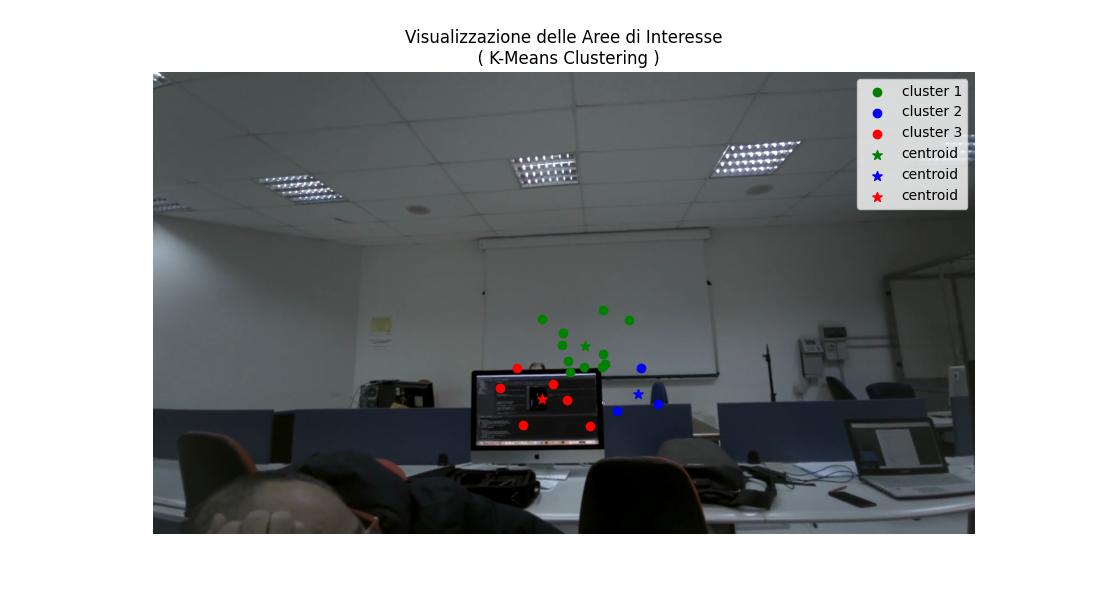 Visualizzazione delle Aree di Interesse
( K-Means Clustering )
cluster 1
cluster 2
cluster 3
centroid
centroid
centroid